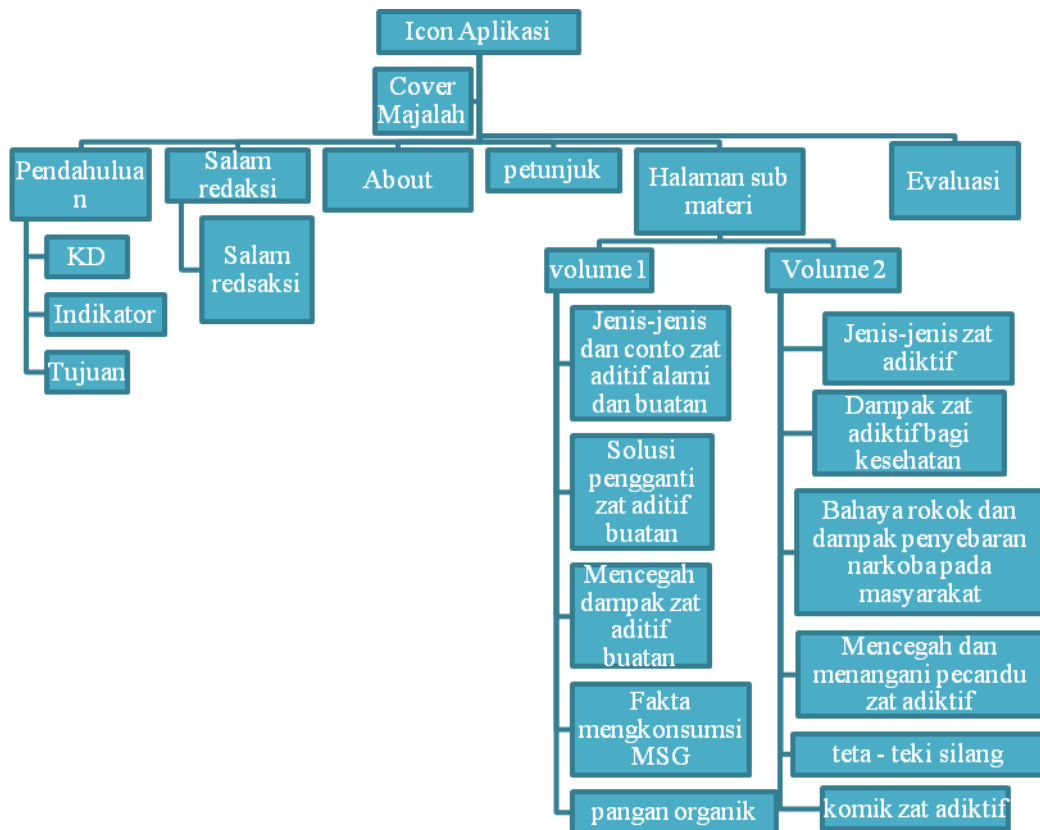 Icon Aplikasi
Cover
Majalah
Pendahulua
n
Salam
redaksi
About
petunjuk
Halaman sub
materi
Evaluasi
KD
Indikator
Tujuan
Salam
redsaksi
volume 1
Jenis-jenis
dan conto zat
aditif alami
dan buatan
Solusi
pengganti
zat aditif
buatan
Mencegah
dampak zat
aditif
buatan
Fakta
mengkonsumsi
MSG
pangan organik
Volume 2
Jenis-jenis zat
adiktif
Dampak zat
adiktif bagi
kesehatan
Bahaya rokok dan
dampak penyebaran
narkoba pada
masyarakat
Mencegah dan
menangani pecandu
zat adiktif
teta - teki silang
komik zat adiktif